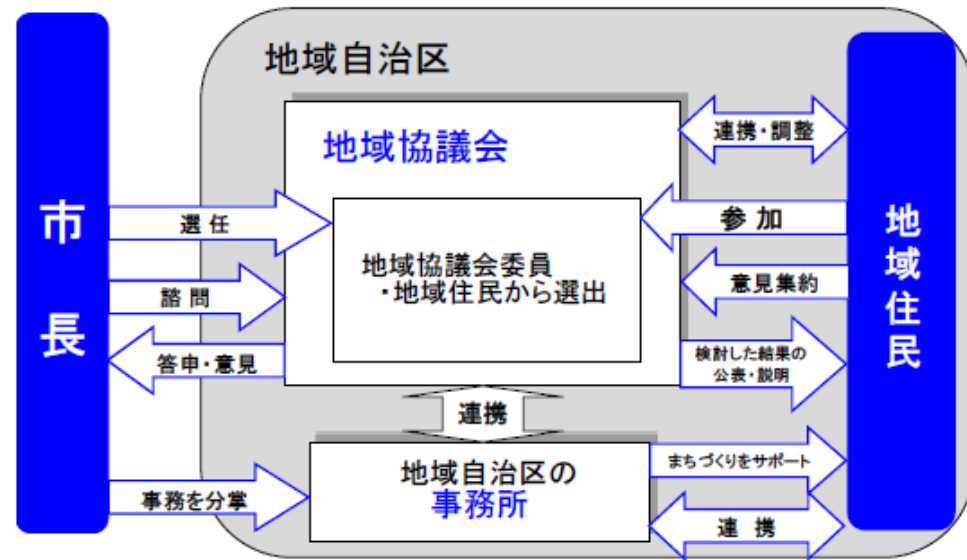 地域自治区
市長
地域協議会
地域協議会委員
・地域住民から選出
選任
諮問
答申・意見
事務を分掌
連携
地域自治区の
事務所
連携・調整
参加
意見集約
検討した結果の
公表・説明
まちづくりをサポート
連携
地域住民